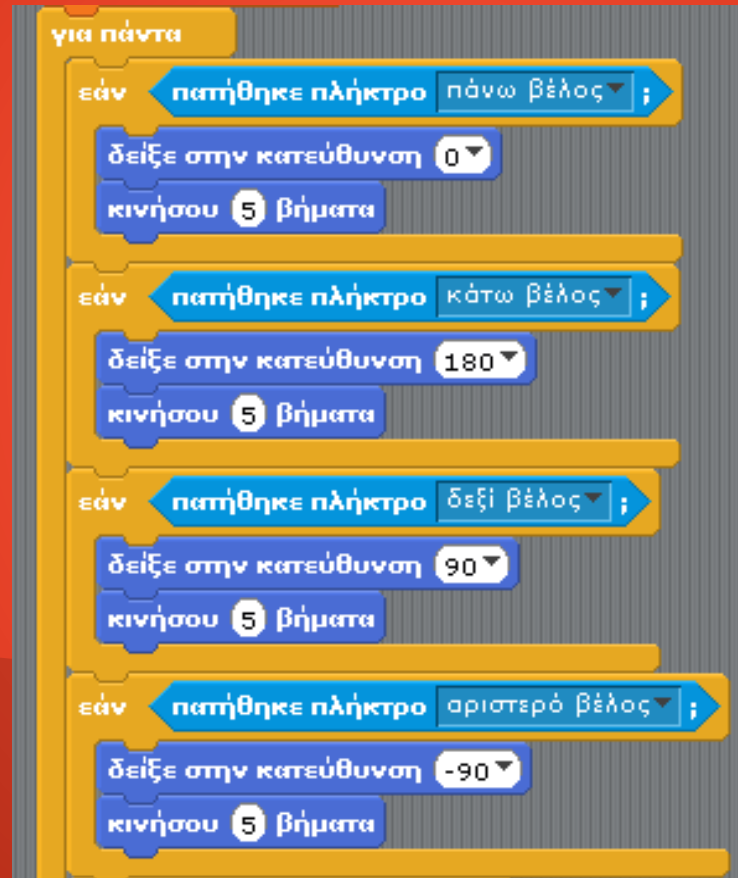 για πάντα
εάν πατήθηκε πλήκτρο πάνω βέλος ;
δείξε στην κατεύθυνση 0
κινήσου 5 βήματα
εάν πατήθηκε πλήκτρο κάτω βέλος ;
δείξε στην κατεύθυνση 180
κινήσου 5 βήματα
εάν πατήθηκε πλήκτρο δεξί βέλος ;
δείξε στην κατεύθυνση 90
κινήσου 5 βήματα
εάν πατήθηκε πλήκτρο αριστερό βέλος ;
δείξε στην κατεύθυνση -90
κινήσου 5 βήματα